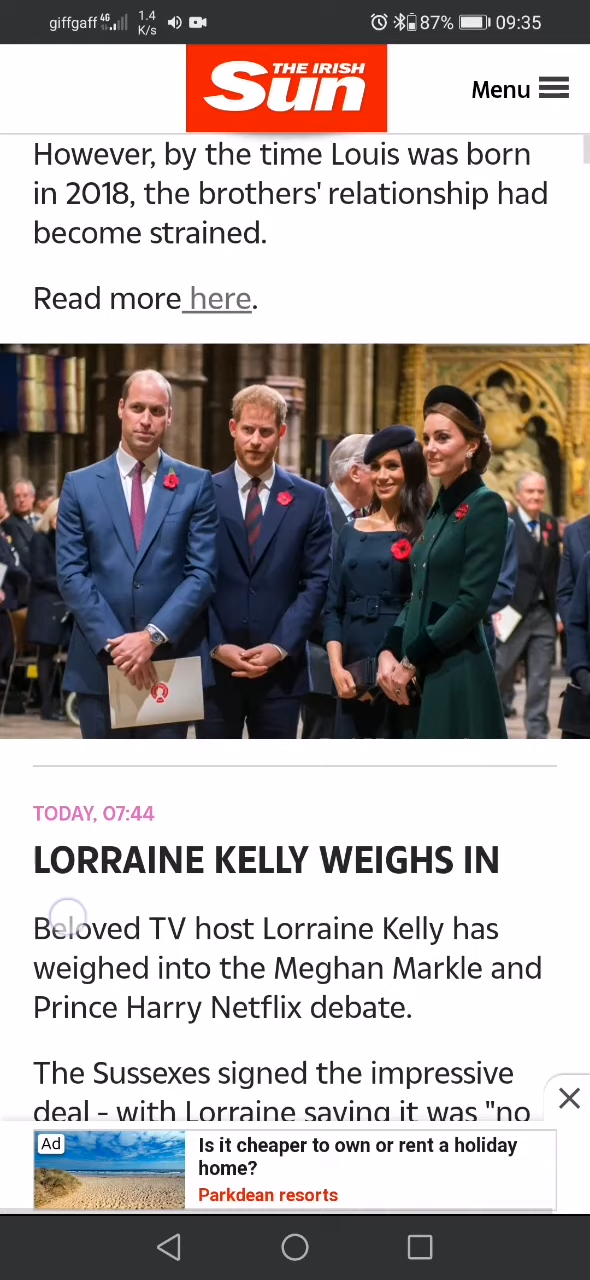 giffgaff 4G 1.4 K/s 87% 09:35
THE IRISH
Sun
Menu
However, by the time Louis was born
in 2018, the brothers' relationship had
become strained.
Read more here.
TODAY, 07:44
LORRAINE KELLY WEIGHS IN
Beloved TV host Lorraine Kelly has
weighed into the Meghan Markle and
Prince Harry Netflix debate.
The Sussexes signed the impressive
deal - with Lorraine saying it was "no
Ad
Is it cheaper to own or rent a holiday
home?
Parkdean resorts